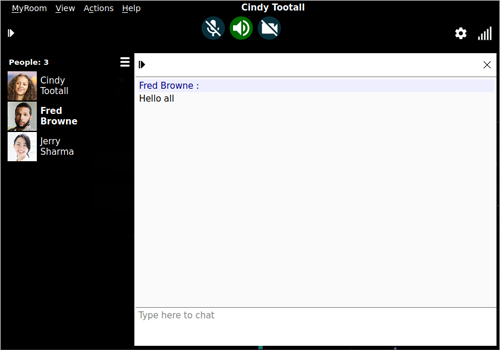 Cindy Tootall
MyRoom View Actions Help
People: 3
Cindy
Tootall
Fred
Browne
Jerry
Sharma
Fred Browne :
Hello all
Type here to chat